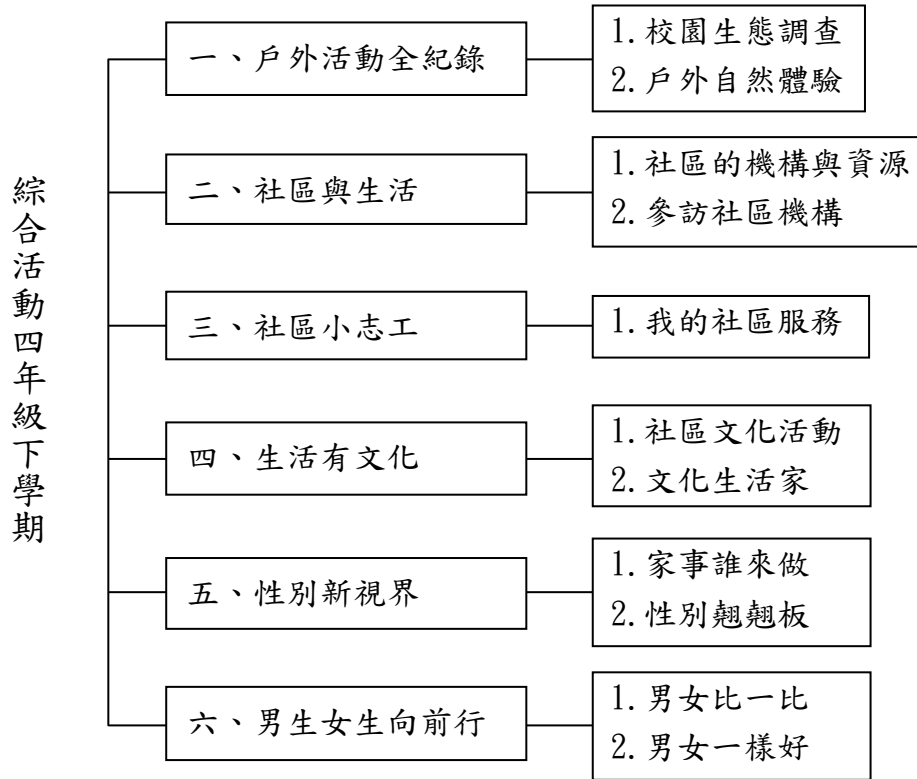 綜合活動四年級下學期
一、戶外活動全紀錄
1.校園生態調查
2.戶外自然體驗
二、社區與生活
1.社區的機構與資源
2.參訪社區機構
三、社區小志工
1.我的社區服務
四、生活有文化
1.社區文化活動
2.文化生活家
五、性別新視界
1.家事誰來做
2.性別翹翹板
六、男生女生向前行
1.男女比一比
2.男女一樣好